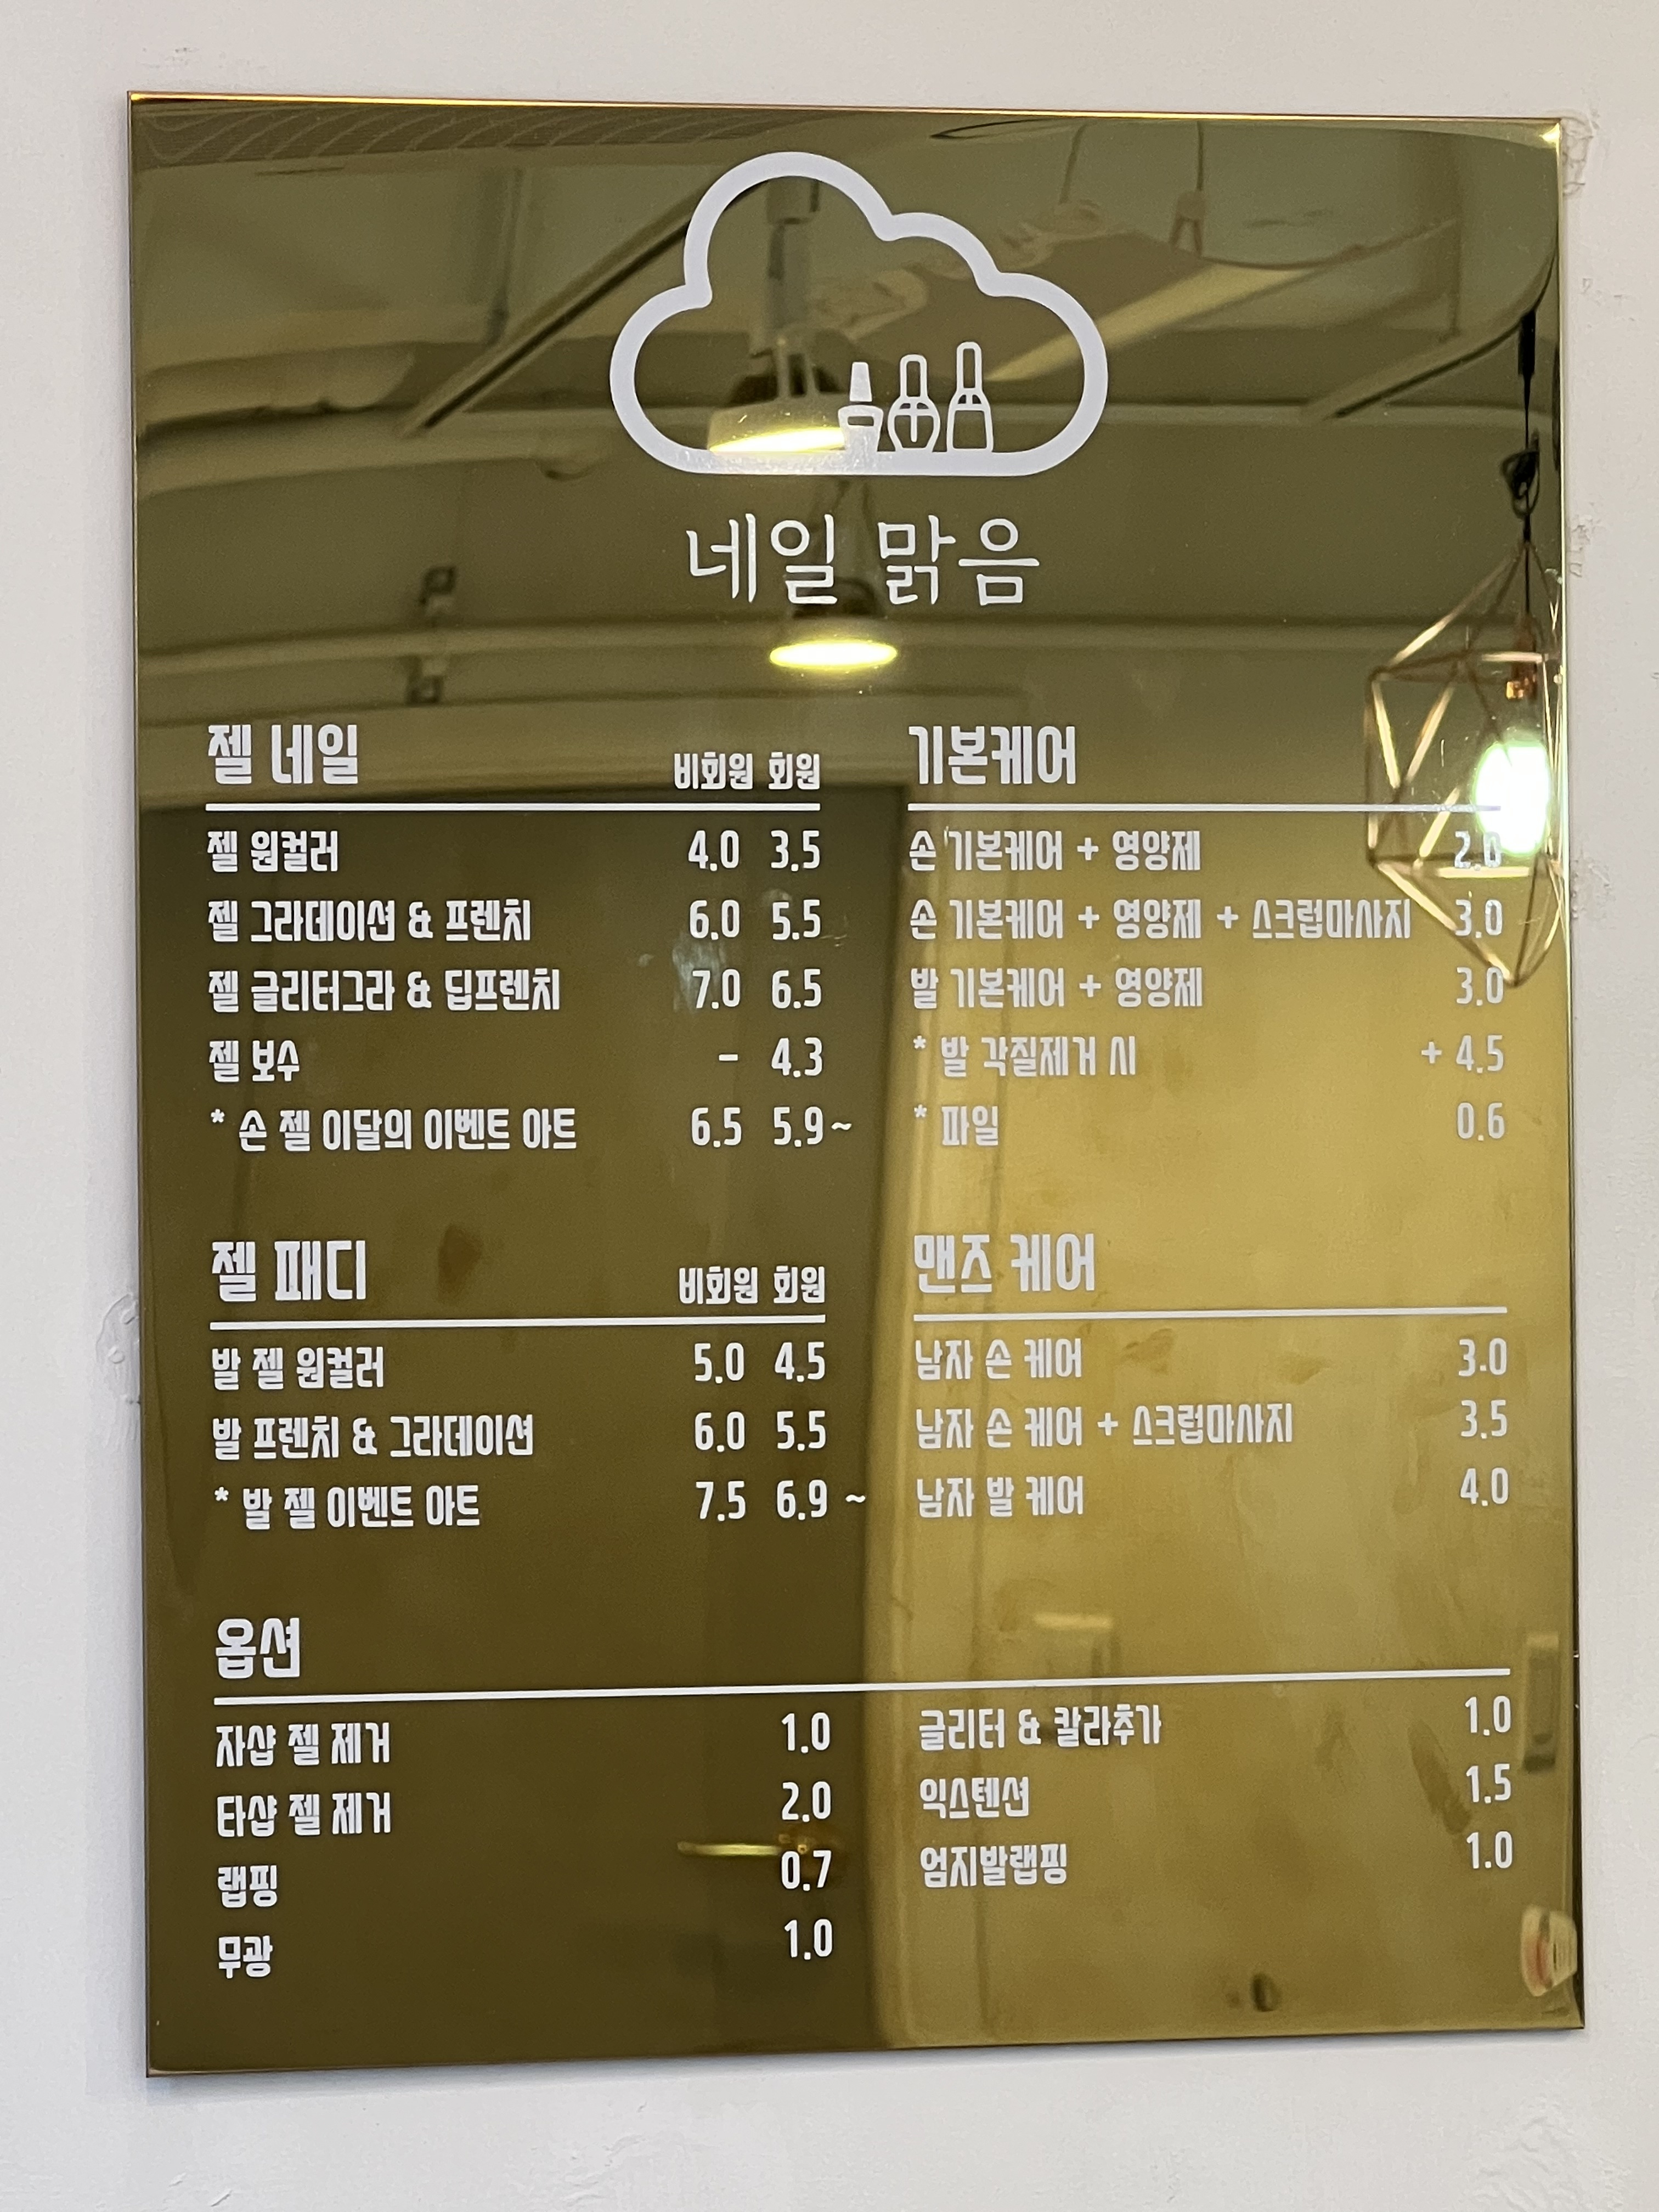 네일 맑음
젤 네일 비회원 회원
젤 원컬러 4.0 3.5
젤 그라데이션 & 프렌치 6.0 5.5
젤 글리터그라 & 딥프렌치 7.0 6.5
젤 보수 - 4.3
* 손 젤 이달의 이벤트 아트 6.5 5.9~
기본케어
손 기본케어 + 영양제 2.0
손 기본케어 + 영양제 + 스크럽마사지 3.0
발 기본케어 + 영양제 3.0
* 발 각질제거 시 + 4.5
* 파일 0.6
젤 패디 비회원 회원
발 젤 원컬러 5.0 4.5
발 프렌치 & 그라데이션 6.0 5.5
* 발 젤 이벤트 아트 7.5 6.9 ~
맨즈 케어
남자 손 케어 3.0
남자 손 케어 + 스크럽마사지 3.5
남자 발 케어 4.0
옵션
자샵 젤 제거 1.0
타샵 젤 제거 2.0
랩핑 0.7
무광 1.0
글리터 & 칼라추가 1.0
익스텐션 1.5
엄지발랩핑 1.0